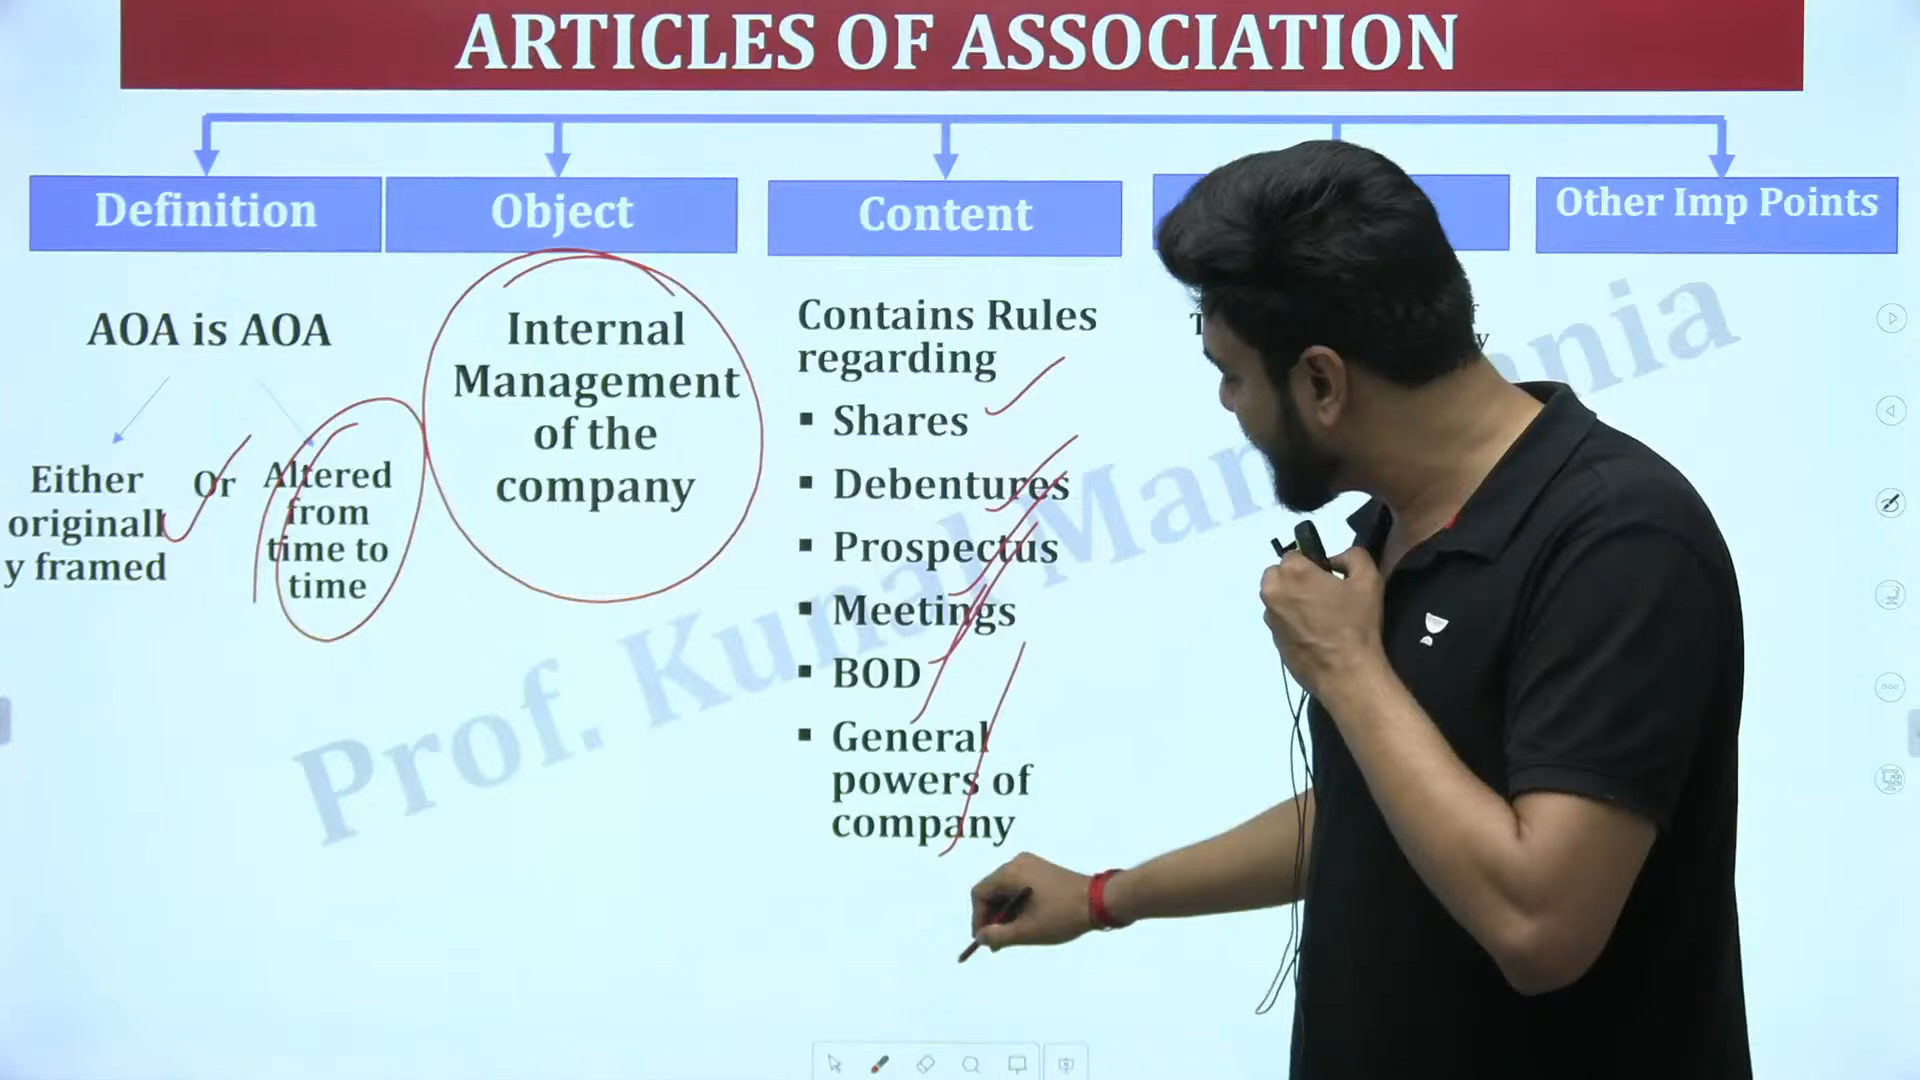 ARTICLES OF ASSOCIATION
Definition
Object
Content
Other Imp Points
AOA is AOA
Either
originall
y framed
Or
Altered
from
time to
time
Internal
Management
of the
company
Contains Rules
regarding
▪ Shares
▪ Debentures
▪ Prospectus
▪ Meetings
▪ BOD
▪ General
powers of
company
Prof. Kunal Man nia